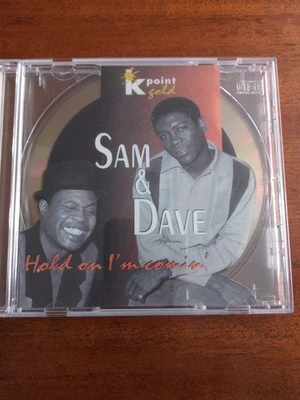 K point
gold
SAM
&
DAVE
Hold on I'm comin'